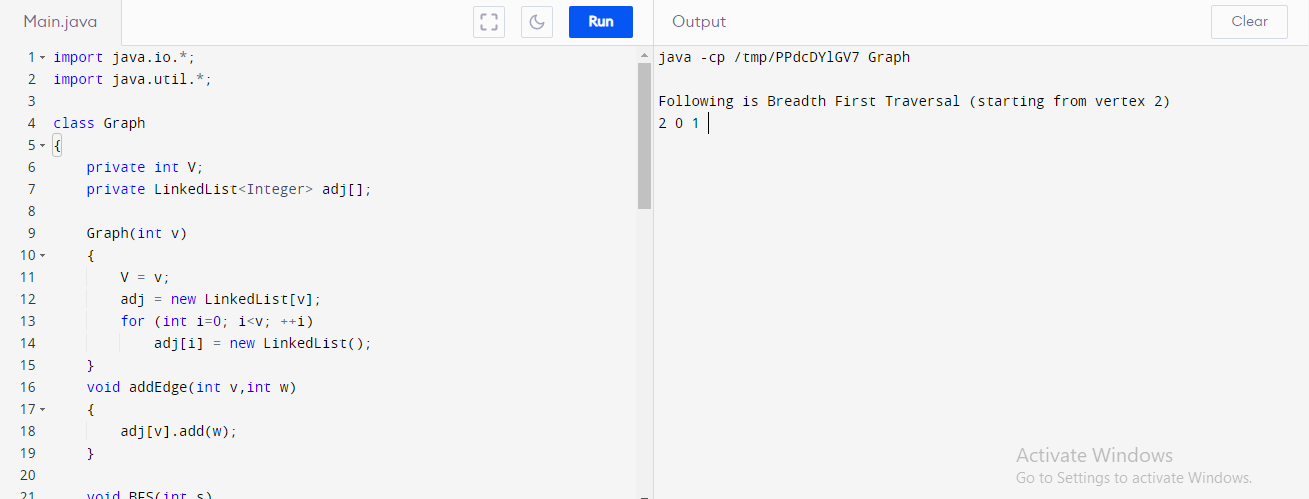 Main.java
Run
Output
Clear
1 import java.io.*;
2 import java.util.*;
3
4 class Graph
5 {
6 private int V;
7 private LinkedList<Integer> adj[];
8
9 Graph(int v)
10 {
11 V = v;
12 adj = new LinkedList[v];
13 for (int i=0; i<v; ++i)
14 adj[i] = new LinkedList();
15 }
16 void addEdge(int v,int w)
17 {
18 adj[v].add(w);
19 }
20
21 void BFS(int s)
java -cp /tmp/PPdcDYlGV7 Graph
Following is Breadth First Traversal (starting from vertex 2)
2 0 1
Activate Windows
Go to Settings to activate Windows.